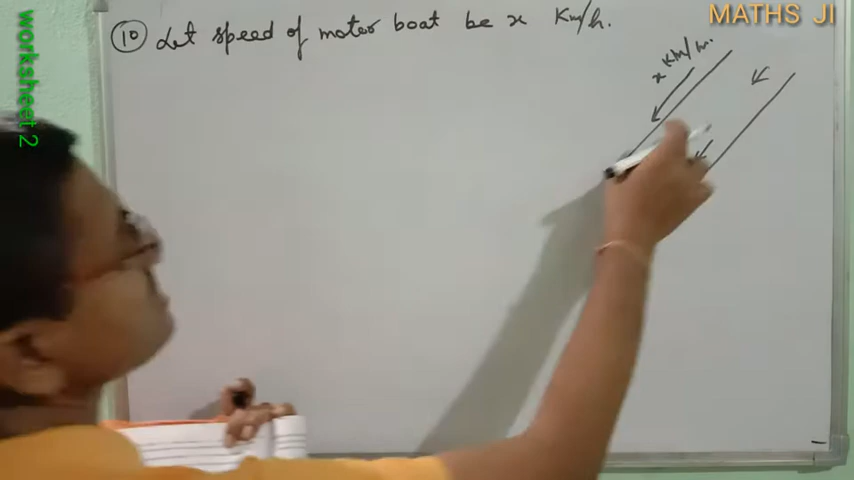 MATHS JI
worksheet 2
(10) Let speed of motor boat be x Km/h.
x Km/hr.